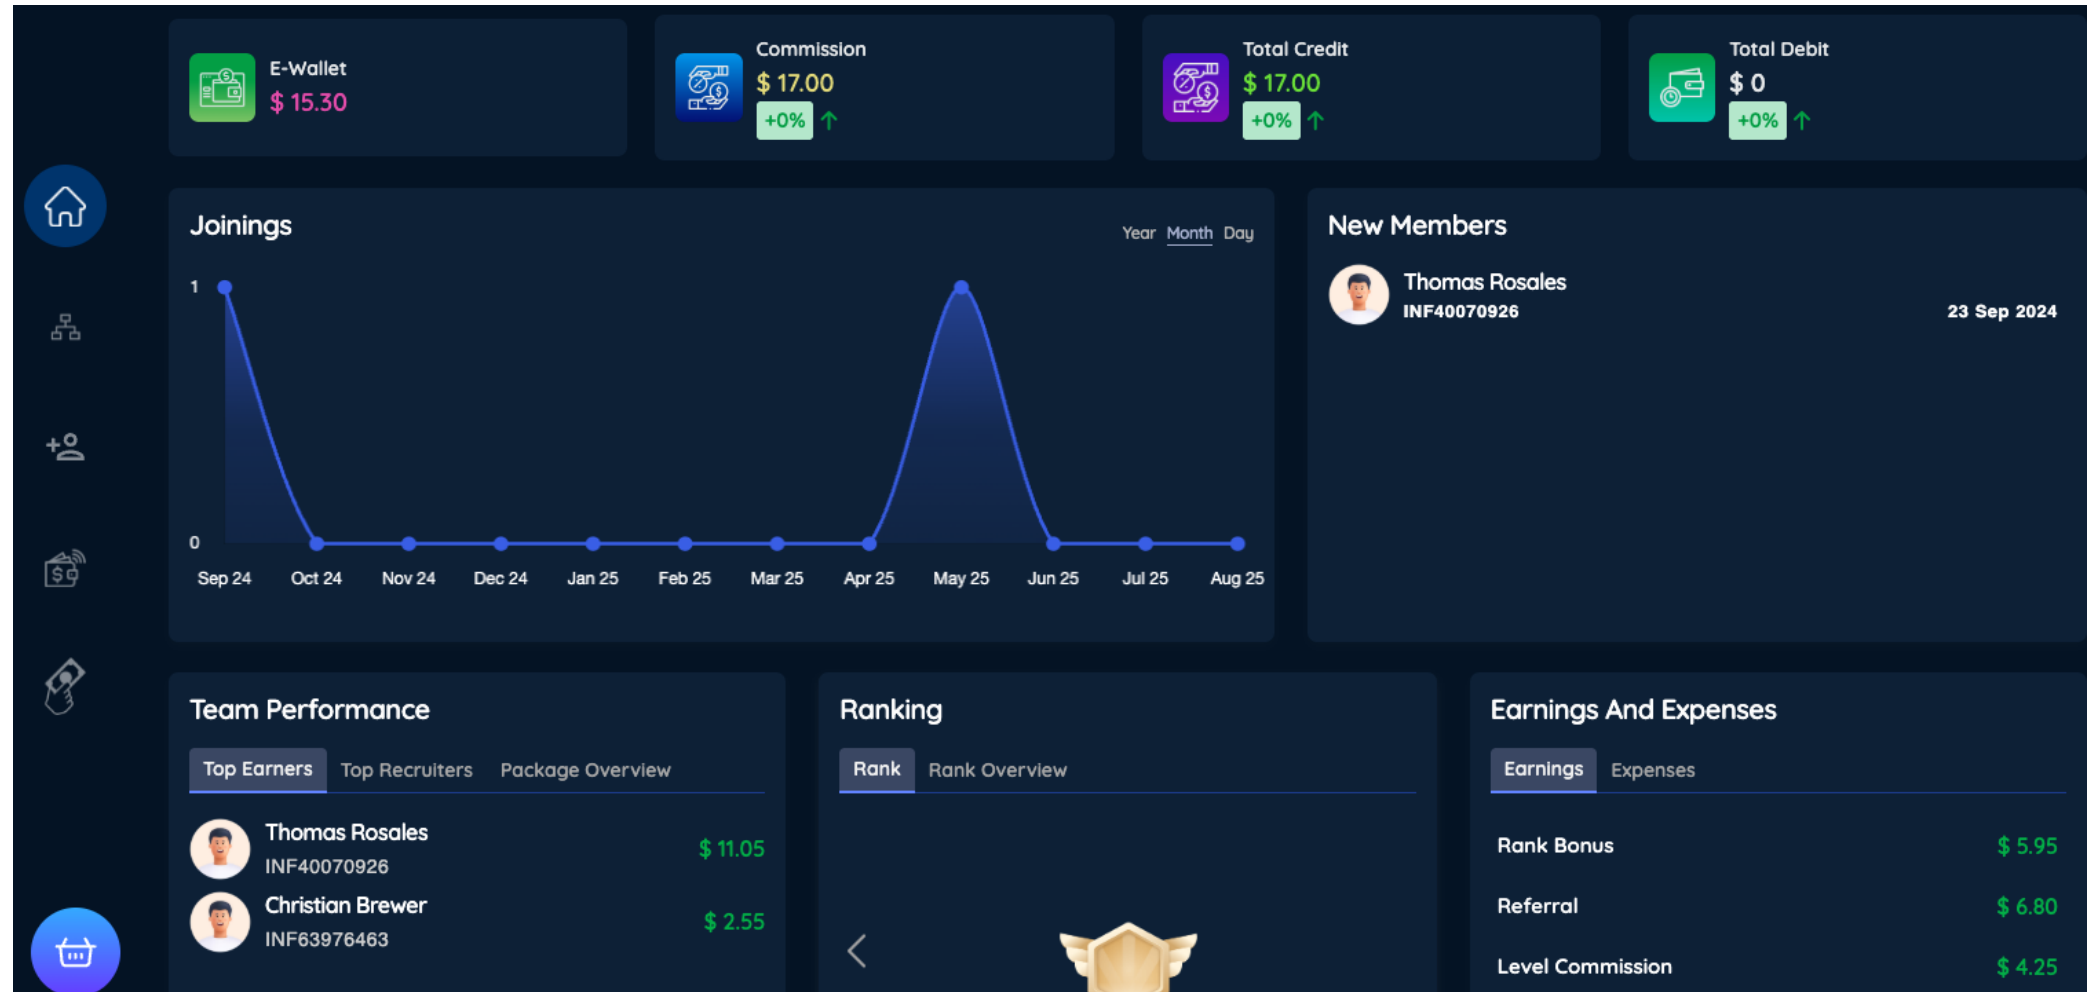 E-Wallet
$ 15.30
Commission
$ 17.00
+0%
Total Credit
$ 17.00
+0%
Total Debit
$ 0
+0%
Joinings
Year Month Day
1
0
Sep 24 Oct 24 Nov 24 Dec 24 Jan 25 Feb 25 Mar 25 Apr 25 May 25 Jun 25 Jul 25 Aug 25
New Members
Thomas Rosales
INF40070926 23 Sep 2024
Team Performance
Top Earners Top Recruiters Package Overview
Thomas Rosales
INF40070926
$ 11.05
Christian Brewer
INF63976463
$ 2.55
Ranking
Rank Rank Overview
Earnings And Expenses
Earnings Expenses
Rank Bonus $ 5.95
Referral $ 6.80
Level Commission $ 4.25